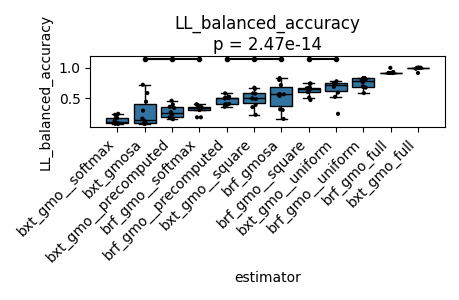 LL_balanced_accuracy
p = 2.47e-14
LL_balanced_accuracy
1.0
0.5
bxt_gmo__softmax
bxt_gmosa
bxt_gmo__precomputed
brf_gmo__softmax
brf_gmo__precomputed
bxt_gmo__square
brf_gmosa
brf_gmo__square
bxt_gmo__uniform
brf_gmo__uniform
brf_gmo_full
bxt_gmo_full
estimator